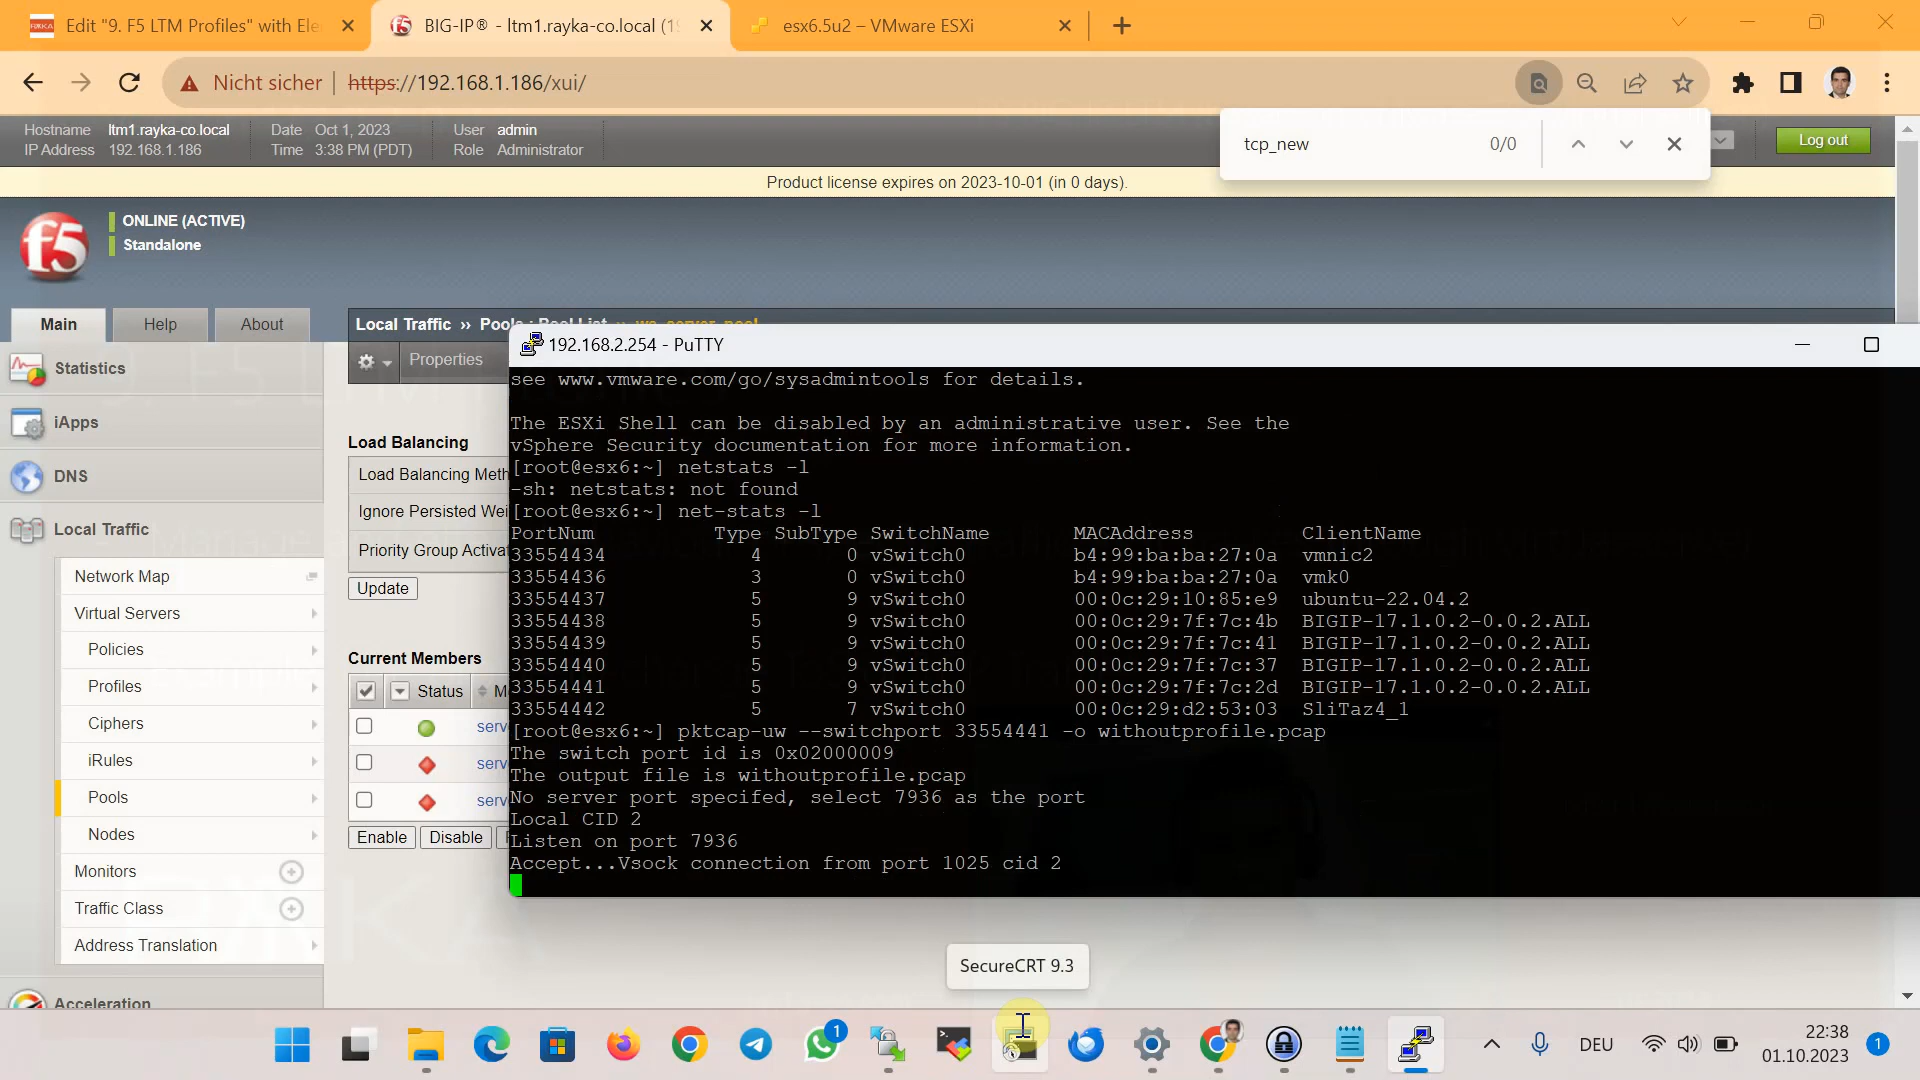 Edit "9. F5 LTM Profiles" with Ele
BIG-IP® - ltm1.rayka-co.local (1
esx6.5u2 – VMware ESXi
Nicht sicher
https://192.168.1.186/xui/
tcp_new
0/0
Hostname ltm1.rayka-co.local
IP Address 192.168.1.186
Date Oct 1, 2023
Time 3:38 PM (PDT)
User admin
Role Administrator
Log out
Product license expires on 2023-10-01 (in 0 days).
f5
ONLINE (ACTIVE)
Standalone
Main
Help
About
Local Traffic ›› Pools : Pool List ››
Properties
Statistics
iApps
DNS
Local Traffic
Network Map
Virtual Servers
Policies
Profiles
Ciphers
iRules
Pools
Nodes
Monitors
Traffic Class
Address Translation
Acceleration
Load Balancing
Load Balancing Meth
Ignore Persisted Wei
Priority Group Activa
Update
Current Members
Status
M
serv
serv
serv
Enable
Disable
192.168.2.254 - PuTTY
see www.vmware.com/go/sysadmintools for details.
The ESXi Shell can be disabled by an administrative user. See the
vSphere Security documentation for more information.
[root@esx6:~] netstats -l
-sh: netstats: not found
[root@esx6:~] net-stats -l
PortNum Type SubType SwitchName MACAddress ClientName
33554434 4 0 vSwitch0 b4:99:ba:ba:27:0a vmnic2
33554436 3 0 vSwitch0 b4:99:ba:ba:27:0a vmk0
33554437 5 9 vSwitch0 00:0c:29:10:85:e9 ubuntu-22.04.2
33554438 5 9 vSwitch0 00:0c:29:7f:7c:4b BIGIP-17.1.0.2-0.0.2.ALL
33554439 5 9 vSwitch0 00:0c:29:7f:7c:41 BIGIP-17.1.0.2-0.0.2.ALL
33554440 5 9 vSwitch0 00:0c:29:7f:7c:37 BIGIP-17.1.0.2-0.0.2.ALL
33554441 5 9 vSwitch0 00:0c:29:7f:7c:2d BIGIP-17.1.0.2-0.0.2.ALL
33554442 5 7 vSwitch0 00:0c:29:d2:53:03 SliTaz4_1
[root@esx6:~] pktcap-uw --switchport 33554441 -o withoutprofile.pcap
The switch port id is 0x02000009
The output file is withoutprofile.pcap
No server port specifed, select 7936 as the port
Local CID 2
Listen on port 7936
Accept...Vsock connection from port 1025 cid 2
SecureCRT 9.3
1
DEU
22:38
01.10.2023
1